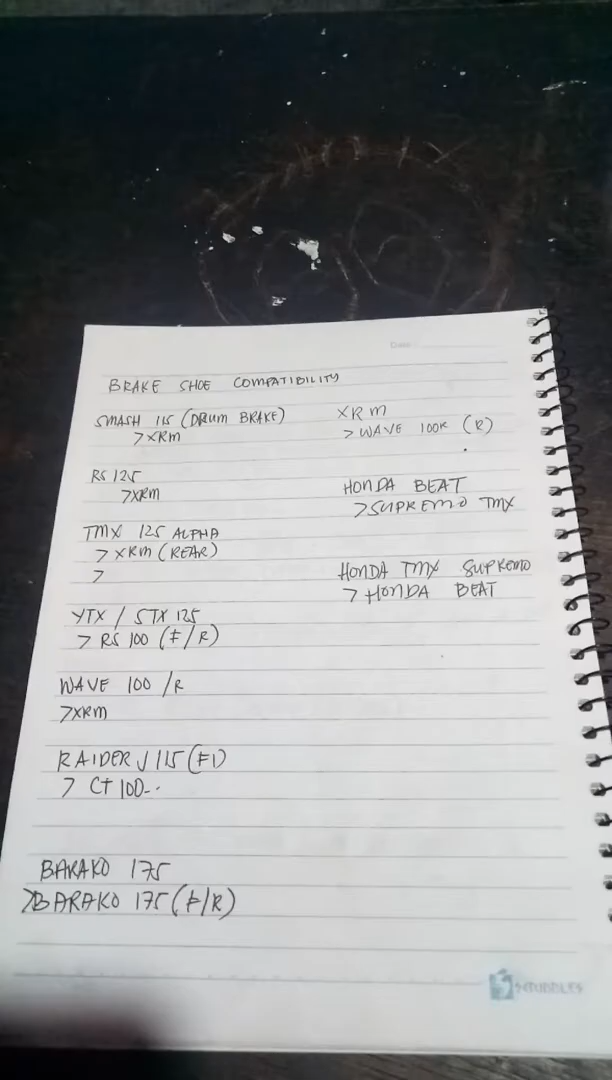 Date
BRAKE SHOE COMPATIBILITY
SMASH 115 (DRUM BRAKE)
>XRM
RS 125
>XRM
TMX 125 ALPHA
> XRM (REAR)
>
YTX / STX 125
> RS 100 (F/R)
WAVE 100 /R
>XRM
RAIDER J 115 (FI)
> CT 100-..
BARAKO 175
>BARAKO 175 (F/R)
XRM
> WAVE 100R (R)
HONDA BEAT
>SUPREMO TMX
HONDA TMX SUPREMO
> HONDA BEAT
SCRIBBLES